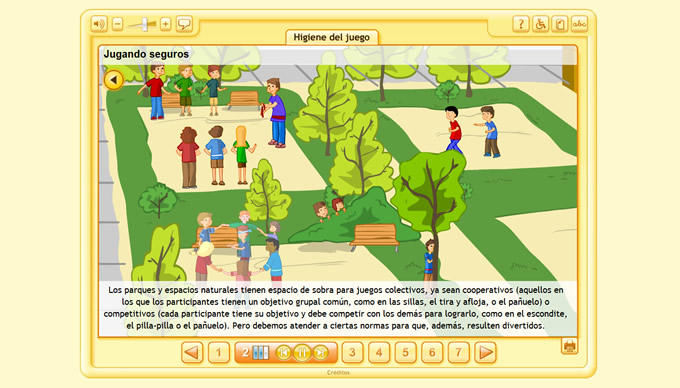 abc
Higiene del juego
Jugando seguros
Los parques y espacios naturales tienen espacio de sobra para juegos colectivos, ya sean cooperativos (aquellos en
los que los participantes tienen un objetivo grupal común, como en las sillas, el tira y afloja, o el pañuelo) o
competitivos (cada participante tiene su objetivo y debe competir con los demás para lograrlo, como en el escondite,
el pilla-pilla o el pañuelo). Pero debemos atender a ciertas normas para que, además, resulten divertidos.
1 2 3 4 5 6 7
Créditos